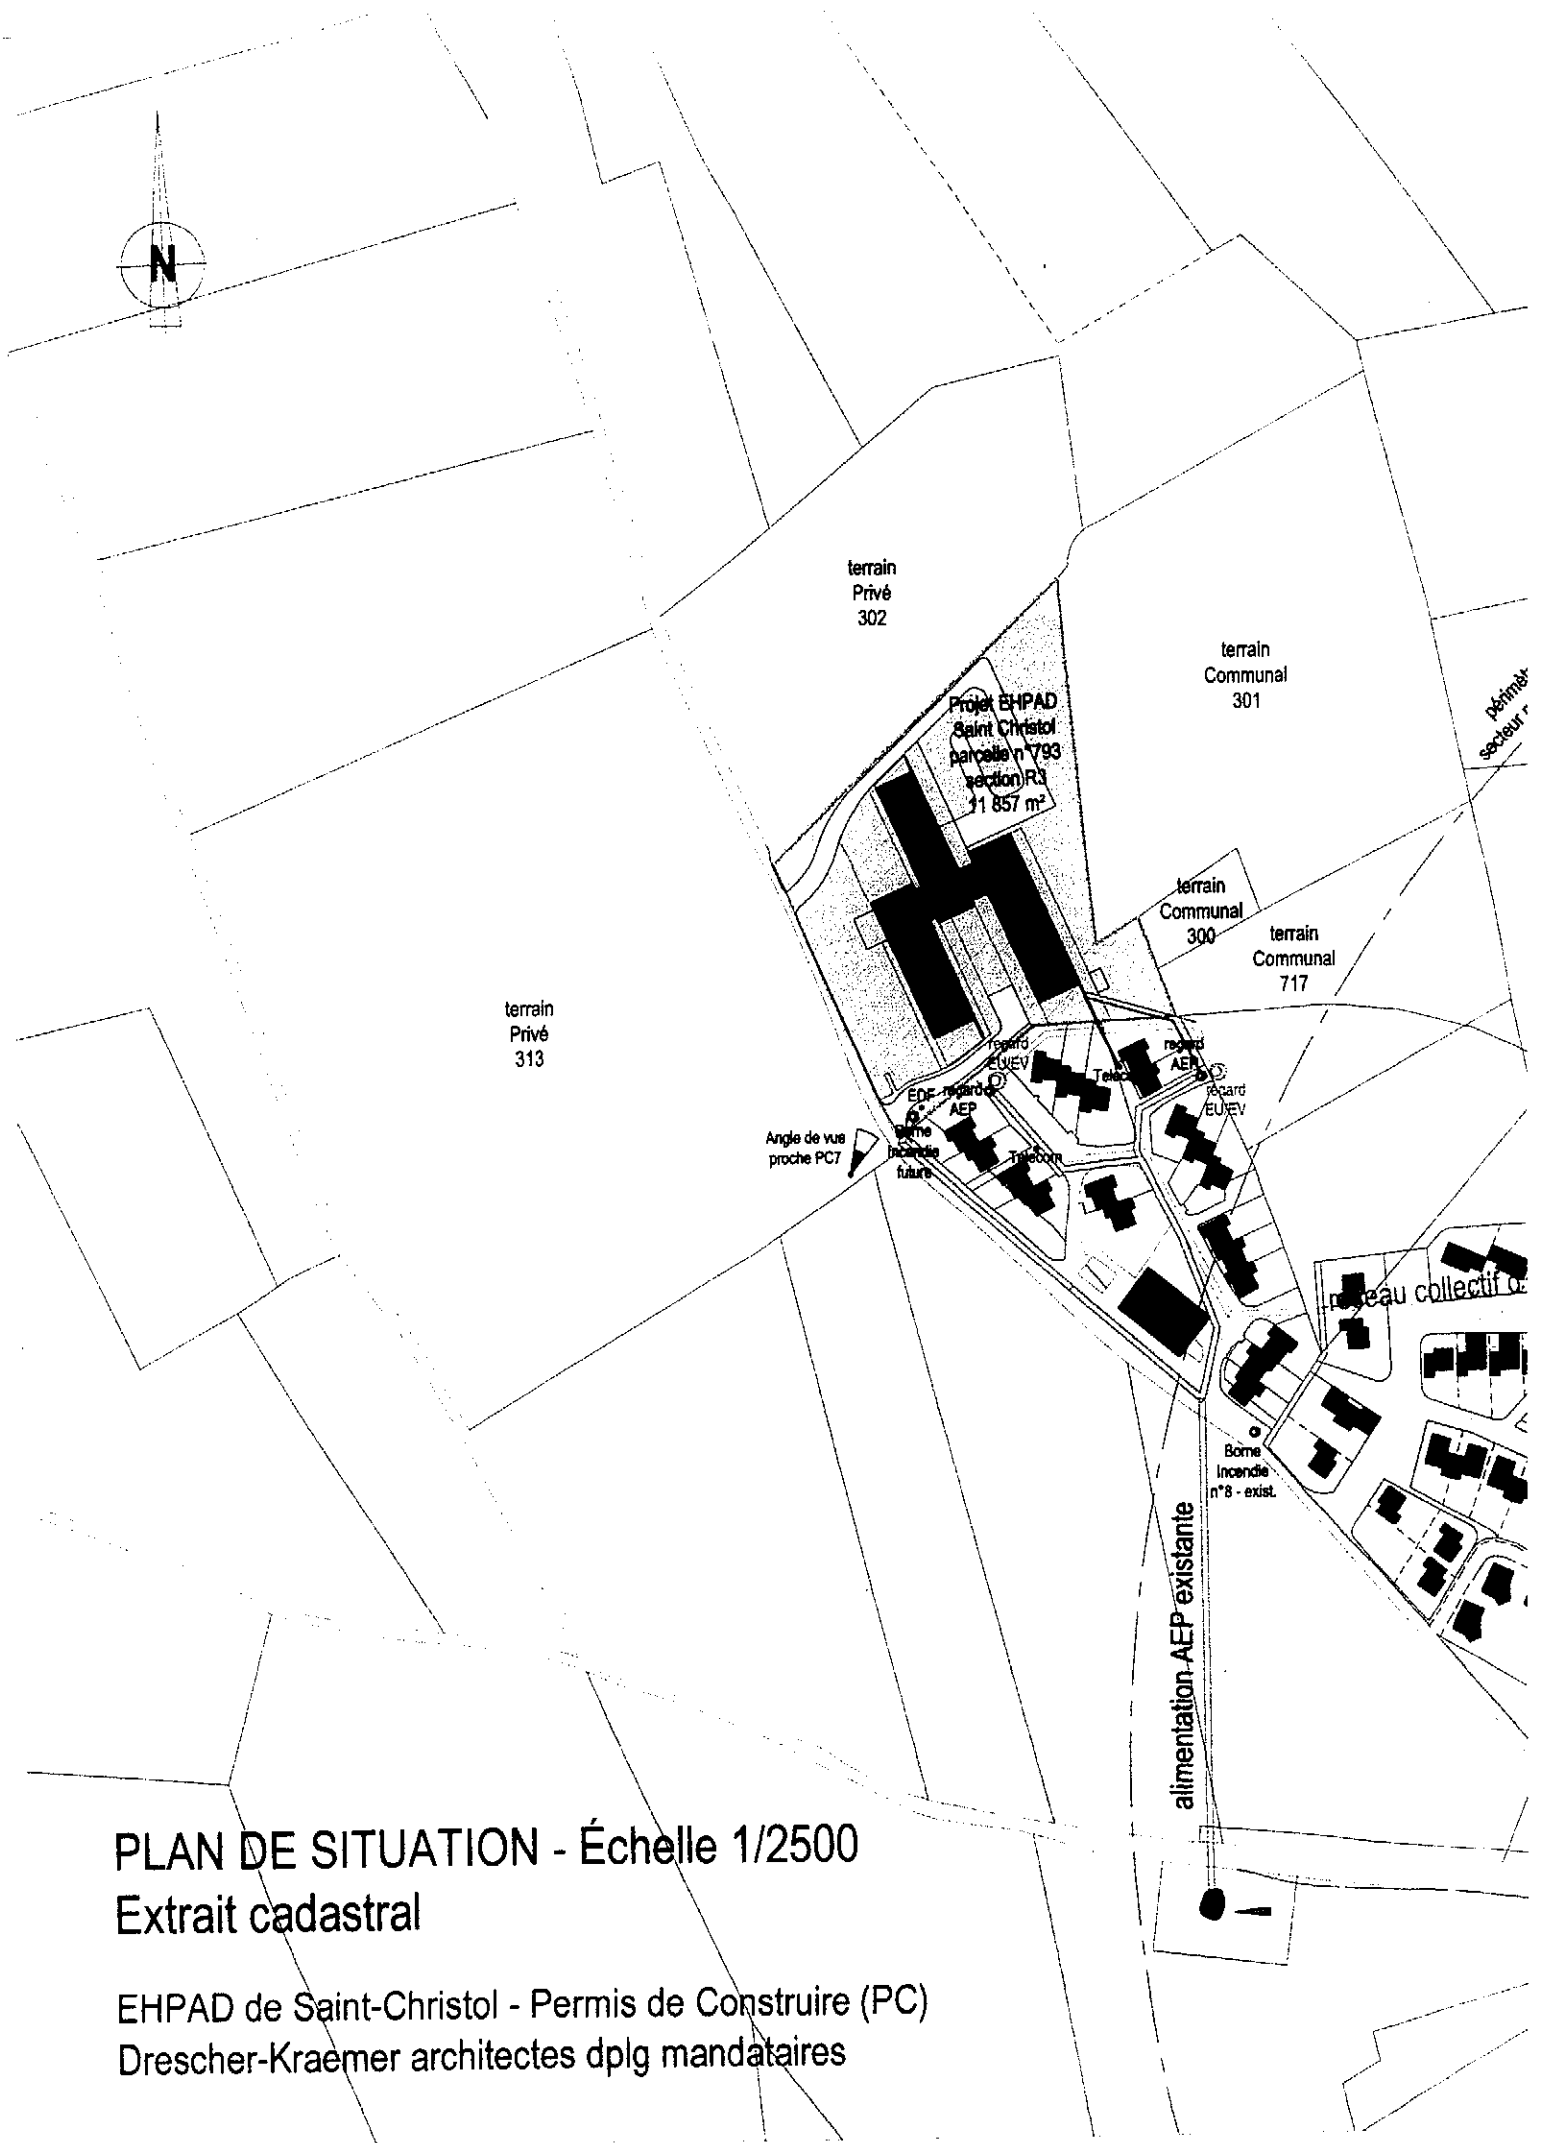 N
terrain
Privé
302
terrain
Communal
301
Projet EHPAD
Saint Christol
parcelle n°793
section R3
11 857 m²
terrain
Communal
300
terrain
Communal
717
terrain
Privé
313
regard
EU/EV
regard
AEP
Telecom
regard
EU/EV
EDF
regard
AEP
Borne
Incendie
future
Telecom
Angle de vue
proche PC7
collectif
Borne
Incendie
n°8 - exist.
alimentation AEP existante
PLAN DE SITUATION - Échelle 1/2500
Extrait cadastral
EHPAD de Saint-Christol - Permis de Construire (PC)
Drescher-Kraemer architectes dplg mandataires